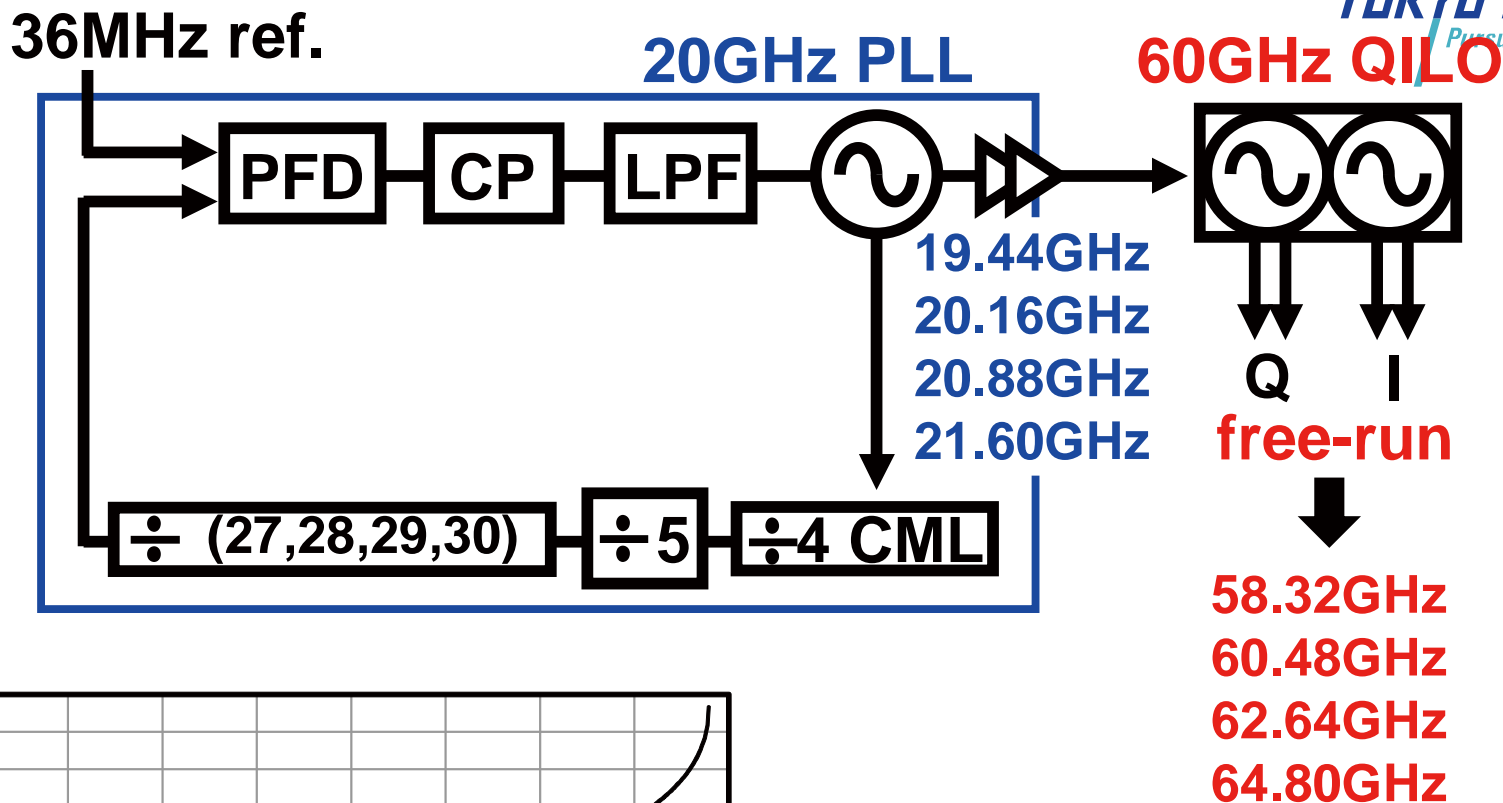 36MHz ref.
20GHz PLL
60GHz QILO
PFD
CP
LPF
19.44GHz
20.16GHz
20.88GHz
21.60GHz
Q
I
free-run
÷ (27,28,29,30)
÷5
÷4 CML
58.32GHz
60.48GHz
62.64GHz
64.80GHz